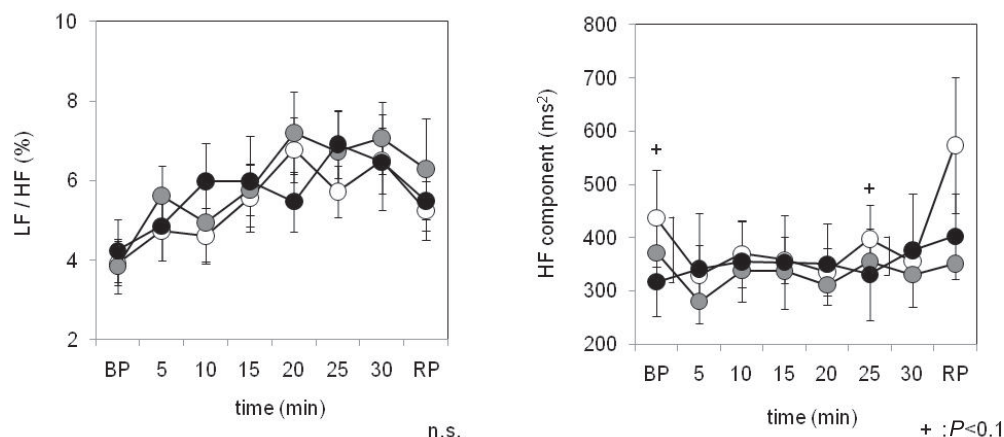 10
8
6
4
2
LF / HF (%)
BP 5 10 15 20 25 30 RP
time (min)
n.s.
800
700
600
500
400
300
200
HF component (ms²)
+
+
BP 5 10 15 20 25 30 RP
time (min)
+ :P<0.1